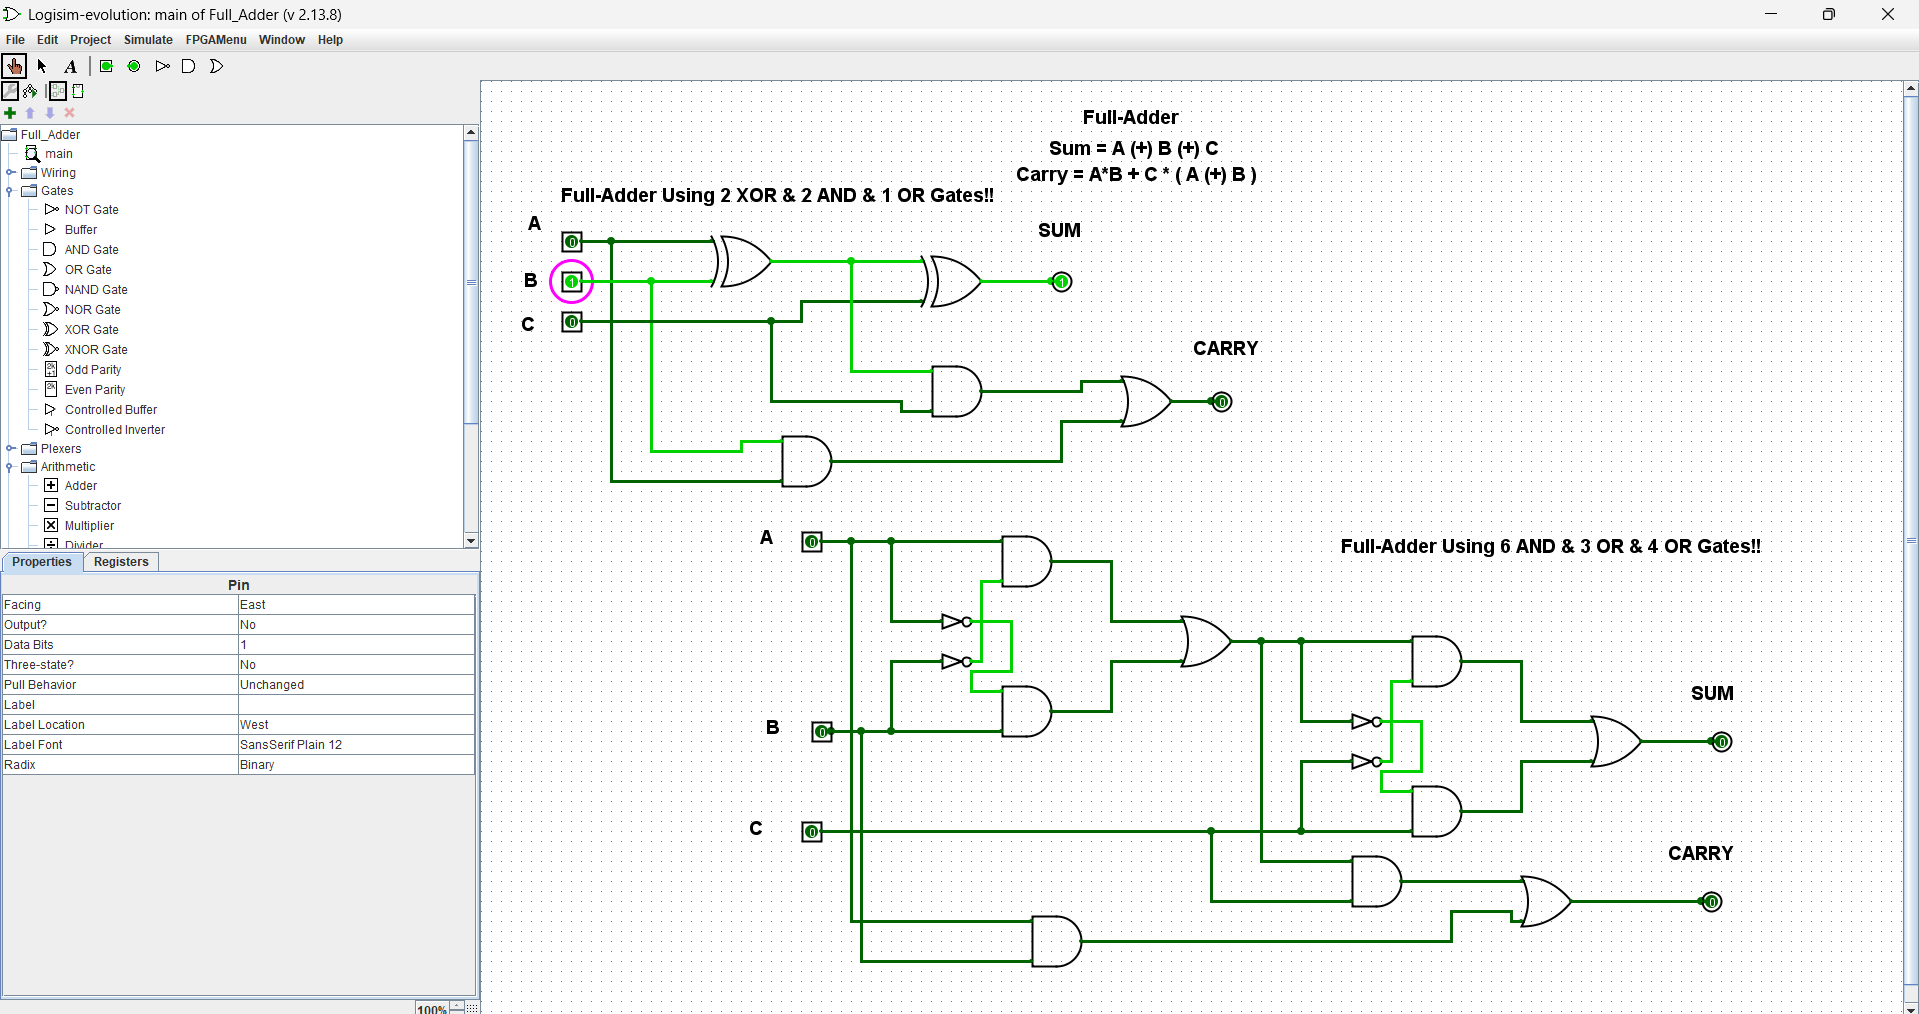 Logisim-evolution: main of Full_Adder (v 2.13.8)
File Edit Project Simulate FPGAMenu Window Help
A
Full_Adder
main
Wiring
Gates
NOT Gate
Buffer
AND Gate
OR Gate
NAND Gate
NOR Gate
XOR Gate
XNOR Gate
Odd Parity
Even Parity
Controlled Buffer
Controlled Inverter
Plexers
Arithmetic
Adder
Subtractor
Multiplier
Divider
Properties Registers
Pin
Facing East
Output? No
Data Bits 1
Three-state? No
Pull Behavior Unchanged
Label
Label Location West
Label Font SansSerif Plain 12
Radix Binary
100%
Full-Adder
Sum = A (+) B (+) C
Carry = A*B + C * ( A (+) B )
Full-Adder Using 2 XOR & 2 AND & 1 OR Gates!!
A
0
SUM
B
1
1
C
0
CARRY
0
A
0
Full-Adder Using 6 AND & 3 OR & 4 OR Gates!!
SUM
B
0
0
C
0
CARRY
0